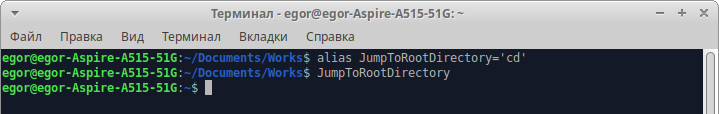 Терминал - egor@egor-Aspire-A515-51G: ~
Файл Правка Вид Терминал Вкладки Справка
egor@egor-Aspire-A515-51G:~/Documents/Works$ alias JumpToRootDirectory='cd'
egor@egor-Aspire-A515-51G:~/Documents/Works$ JumpToRootDirectory
egor@egor-Aspire-A515-51G:~$